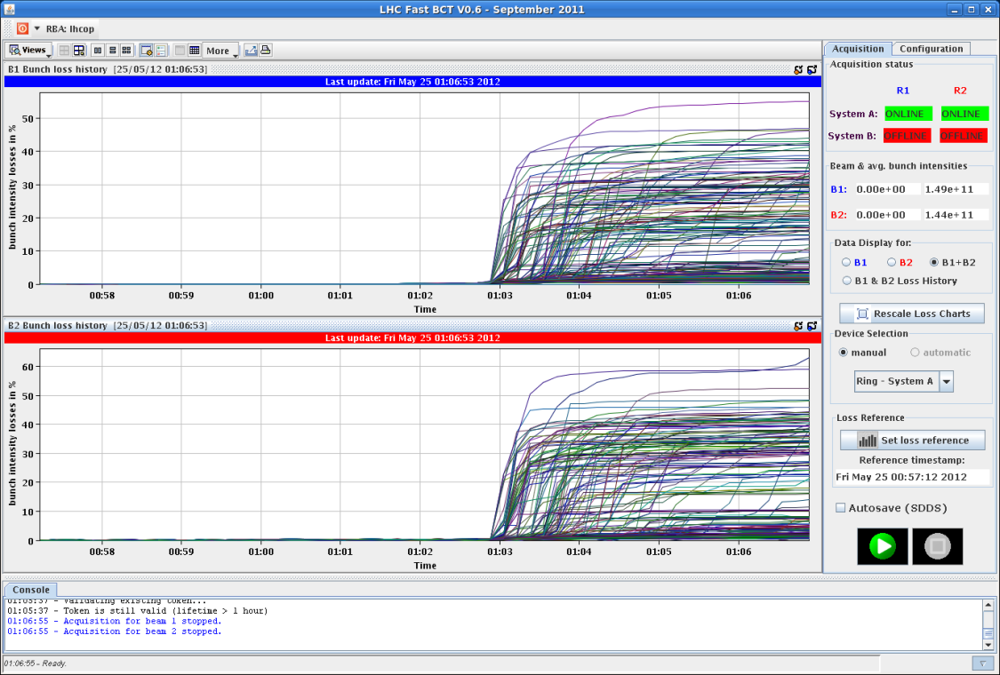 LHC Fast BCT V0.6 - September 2011
RBA: lhcop
Views
More
B1 Bunch loss history [25/05/12 01:06:53]
Last update: Fri May 25 01:06:53 2012
bunch intensity losses in %
50
40
30
20
10
0
00:58 00:59 01:00 01:01 01:02 01:03 01:04 01:05 01:06
Time
B2 Bunch loss history [25/05/12 01:06:53]
Last update: Fri May 25 01:06:53 2012
bunch intensity losses in %
60
50
40
30
20
10
0
00:58 00:59 01:00 01:01 01:02 01:03 01:04 01:05 01:06
Time
Acquisition Configuration
Acquisition status
R1 R2
System A: ONLINE ONLINE
System B: OFFLINE OFFLINE
Beam & avg. bunch intensities
B1: 0.00e+00 1.49e+11
B2: 0.00e+00 1.44e+11
Data Display for:
B1 B2 B1+B2
B1 & B2 Loss History
Rescale Loss Charts
Device Selection
manual automatic
Ring - System A
Loss Reference
Set loss reference
Reference timestamp:
Fri May 25 00:57:12 2012
Autosave (SDDS)
Console
01:05:37 - Validating existing token...
01:05:37 - Token is still valid (lifetime > 1 hour)
01:06:55 - Acquisition for beam 1 stopped.
01:06:55 - Acquisition for beam 2 stopped.
01:06:55 - Ready.